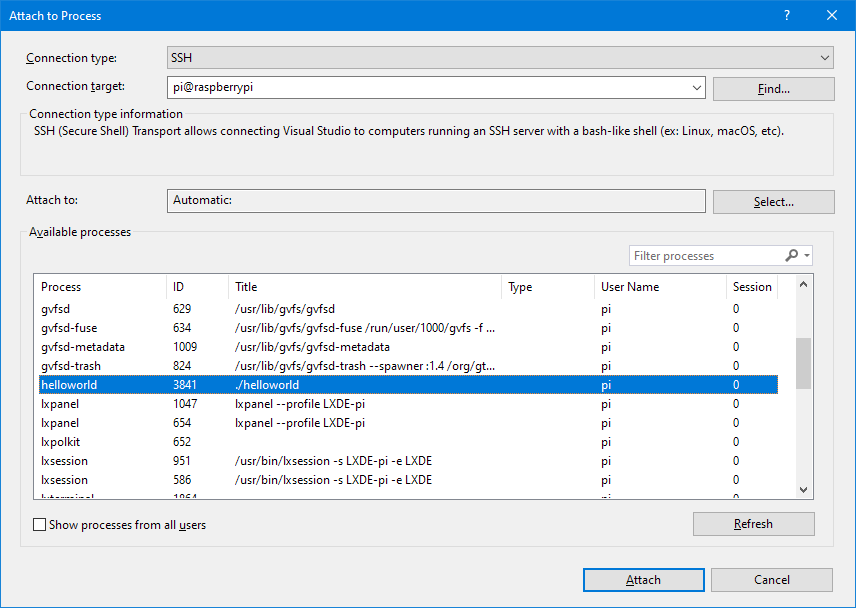 Attach to Process
Connection type: SSH
Connection target: pi@raspberrypi Find...
Connection type information
SSH (Secure Shell) Transport allows connecting Visual Studio to computers running an SSH server with a bash-like shell (ex: Linux, macOS, etc).
Attach to: Automatic: Select...
Available processes
Filter processes
Process ID Title Type User Name Session
gvfsd 629 /usr/lib/gvfs/gvfsd pi 0
gvfsd-fuse 634 /usr/lib/gvfs/gvfsd-fuse /run/user/1000/gvfs -f ... pi 0
gvfsd-metadata 1009 /usr/lib/gvfs/gvfsd-metadata pi 0
gvfsd-trash 824 /usr/lib/gvfs/gvfsd-trash --spawner :1.4 /org/gt... pi 0
helloworld 3841 ./helloworld pi 0
lxpanel 1047 lxpanel --profile LXDE-pi pi 0
lxpanel 654 lxpanel --profile LXDE-pi pi 0
lxpolkit 652 pi 0
lxsession 951 /usr/bin/lxsession -s LXDE-pi -e LXDE pi 0
lxsession 586 /usr/bin/lxsession -s LXDE-pi -e LXDE pi 0
Show processes from all users Refresh
Attach Cancel